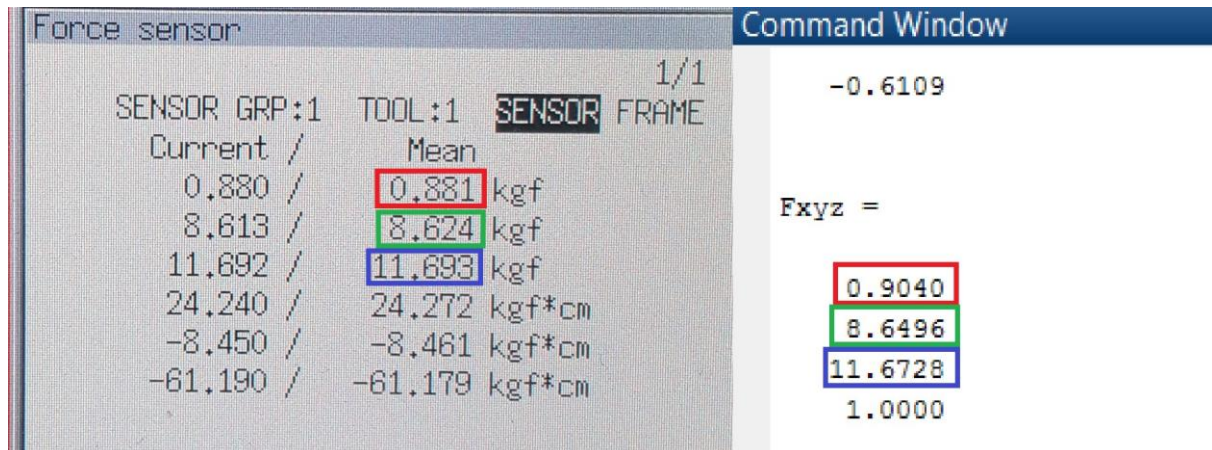 Force sensor
1/1
SENSOR GRP:1 TOOL:1 SENSOR FRAME
Current / Mean
0.880 / 0.881 kgf
8.613 / 8.624 kgf
11.692 / 11.693 kgf
24.240 / 24.272 kgf*cm
-8.450 / -8.461 kgf*cm
-61.190 / -61.179 kgf*cm
Command Window
-0.6109
Fxyz =
0.9040
8.6496
11.6728
1.0000